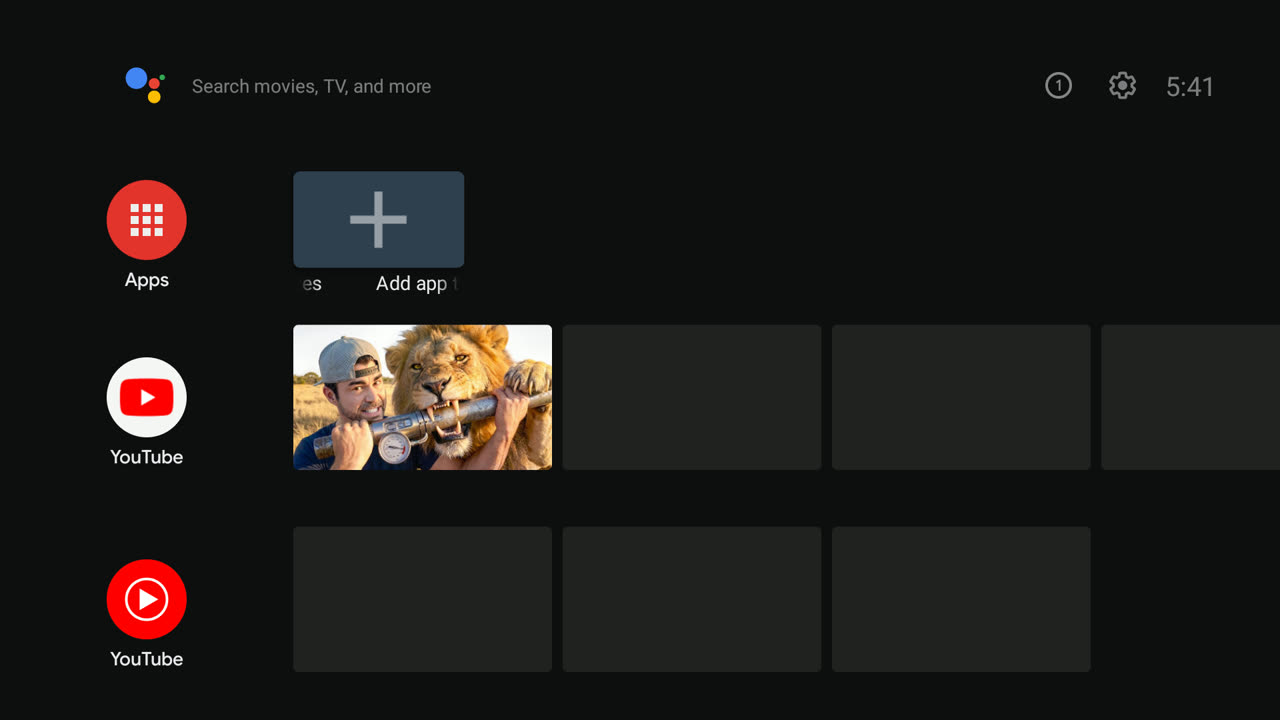 Search movies, TV, and more
1
5:41
Apps
es Add app
YouTube
YouTube